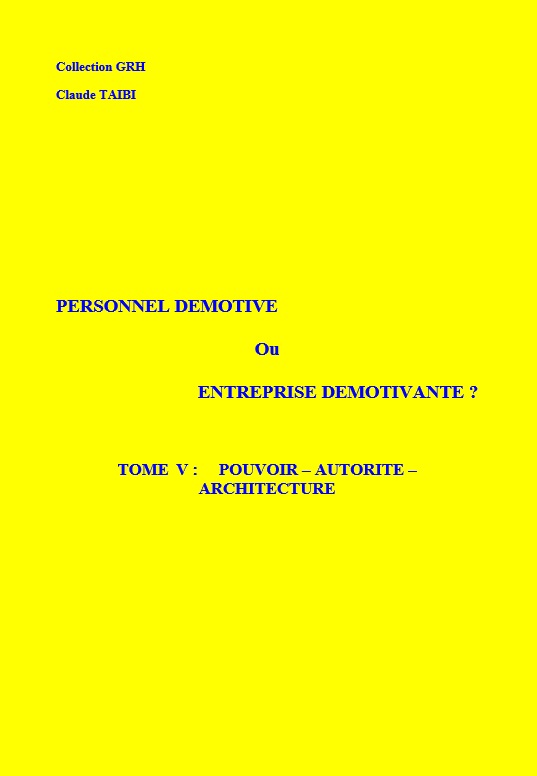 Collection GRH
Claude TAIBI
PERSONNEL DEMOTIVE
Ou
ENTREPRISE DEMOTIVANTE ?
TOME V : POUVOIR – AUTORITE –
ARCHITECTURE